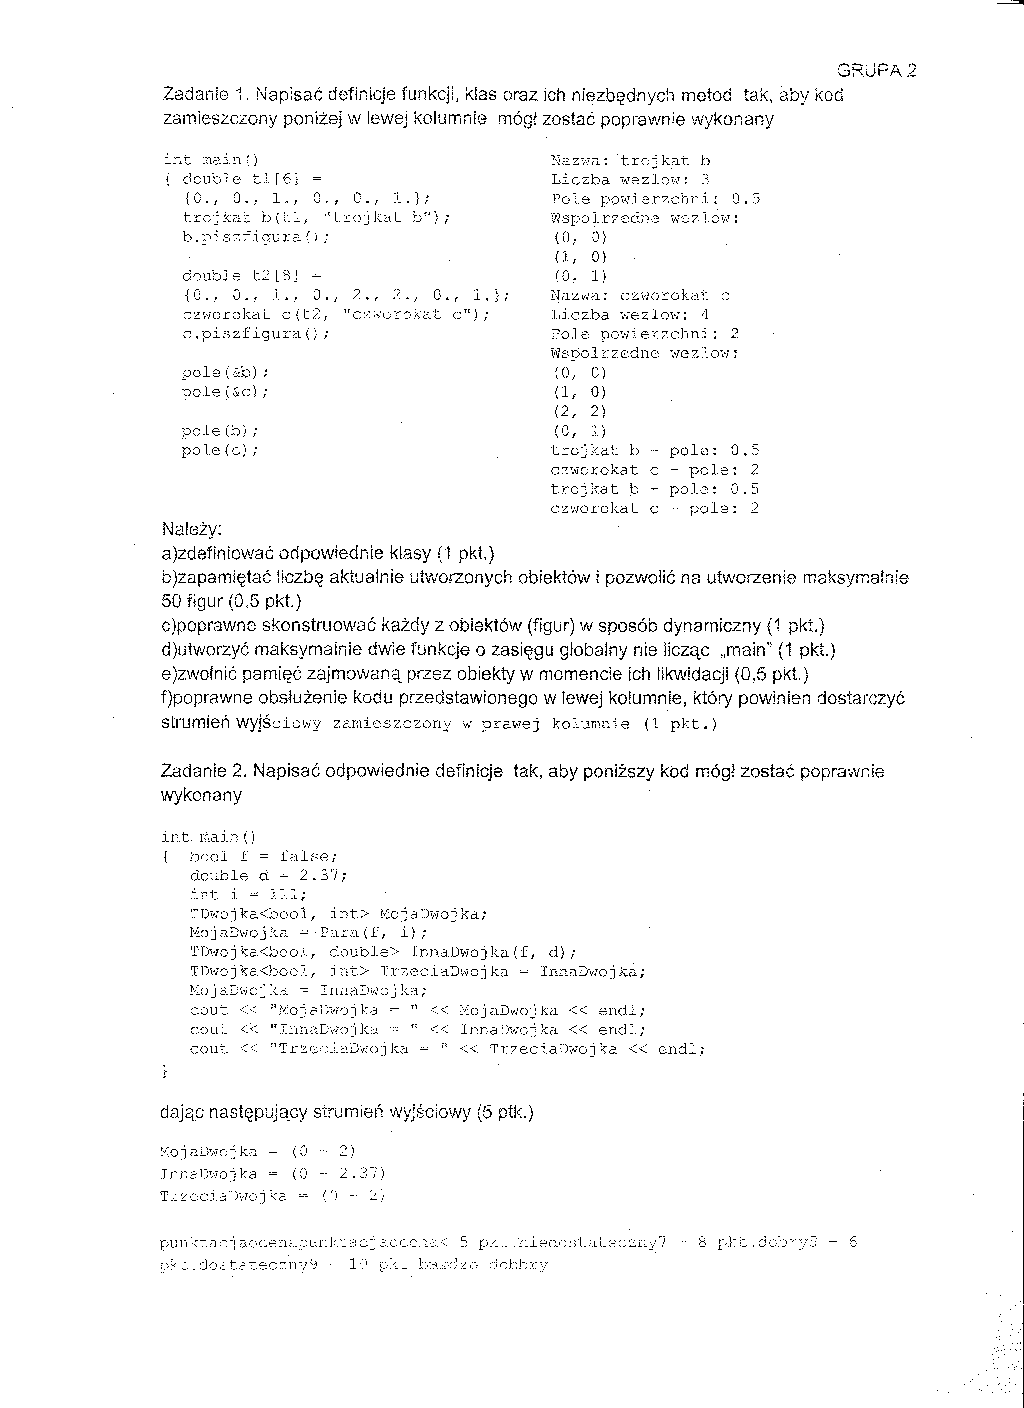 GRUPA 2
Zadanie 1. Napisać definicje funkcji, klas oraz ich niezbędnych metod tak, aby kod
zamieszczony poniżej w lewej kolumnie mógł zostać poprawnie wykonany
int main()
{ double t1[6] =
{0., 0., 1., 0., 0., 1.};
trojkat b(t1, "trojkat b");
b.piszfigura();
double t2[8] =
{0., 0., 1., 0., 2., 2., 0., 1.};
czworokat c(t2, "czworokat c");
c.piszfigura();
pole(&b);
pole(&c);
pole(b);
pole(c);
Nazwa: trojkat b
Liczba wezlow: 3
Pole powierzchni: 0.5
Wspolrzedne wezlow:
(0, 0)
(1, 0)
(0, 1)
Nazwa: czworokat c
Liczba wezlow: 4
Pole powierzchni: 2
Wspolrzedne wezlow:
(0, 0)
(1, 0)
(2, 2)
(0, 1)
trojkat b - pole: 0.5
czworokat c - pole: 2
trojkat b - pole: 0.5
czworokat c - pole: 2
Należy:
a)zdefiniować odpowiednie klasy (1 pkt.)
b)zapamiętać liczbę aktualnie utworzonych obiektów i pozwolić na utworzenie maksymalnie
50 figur (0,5 pkt.)
c)poprawne skonstruować każdy z obiektów (figur) w sposób dynamiczny (1 pkt.)
d)utworzyć maksymalnie dwie funkcje o zasięgu globalny nie licząc „main" (1 pkt.)
e)zwolnić pamięć zajmowaną przez obiekty w momencie ich likwidacji (0,5 pkt.)
f)poprawne obsłużenie kodu przedstawionego w lewej kolumnie, który powinien dostarczyć
strumień wyjściowy zamieszczony w prawej kolumnie (1 pkt.)
Zadanie 2. Napisać odpowiednie definicje tak, aby poniższy kod mógł zostać poprawnie
wykonany
int main()
{ bool f = false;
double d = 2.37;
int i = 111;
TDwojka<bool, int> MojaDwojka;
MojaDwojka = Para(f, i);
TDwojka<bool, double> InnaDwojka(f, d);
TDwojka<bool, int> TrzeciaDwojka = InnaDwojka;
MojaDwojka = InnaDwojka;
cout << "MojaDwojka = " << MojaDwojka << endl;
cout << "InnaDwojka = " << InnaDwojka << endl;
cout << "TrzeciaDwojka = " << TrzeciaDwojka << endl;
}
dając następujący strumień wyjściowy (5 ptk.)
MojaDwojka = (0 - 2)
InnaDwojka = (0 - 2.37)
TrzeciaDwojka = (0 - 2)
punktacjaocenapunktacjaocena< 5 pkt.niedostateczny7 - 8 pkt.dobry5 - 6
pkt.dostateczny9 - 10 pkt bardzo dobbry